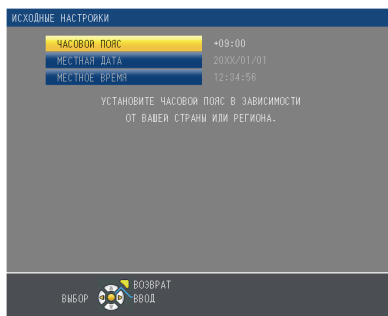 ИСХОДНЫЕ НАСТРОЙКИ
ЧАСОВОЙ ПОЯС +09:00
МЕСТНАЯ ДАТА 20XX/01/01
МЕСТНОЕ ВРЕМЯ 12:34:56
УСТАНОВИТЕ ЧАСОВОЙ ПОЯС В ЗАВИСИМОСТИ
ОТ ВАШЕЙ СТРАНЫ ИЛИ РЕГИОНА.
ВОЗВРАТ
ВЫБОР ВВОД